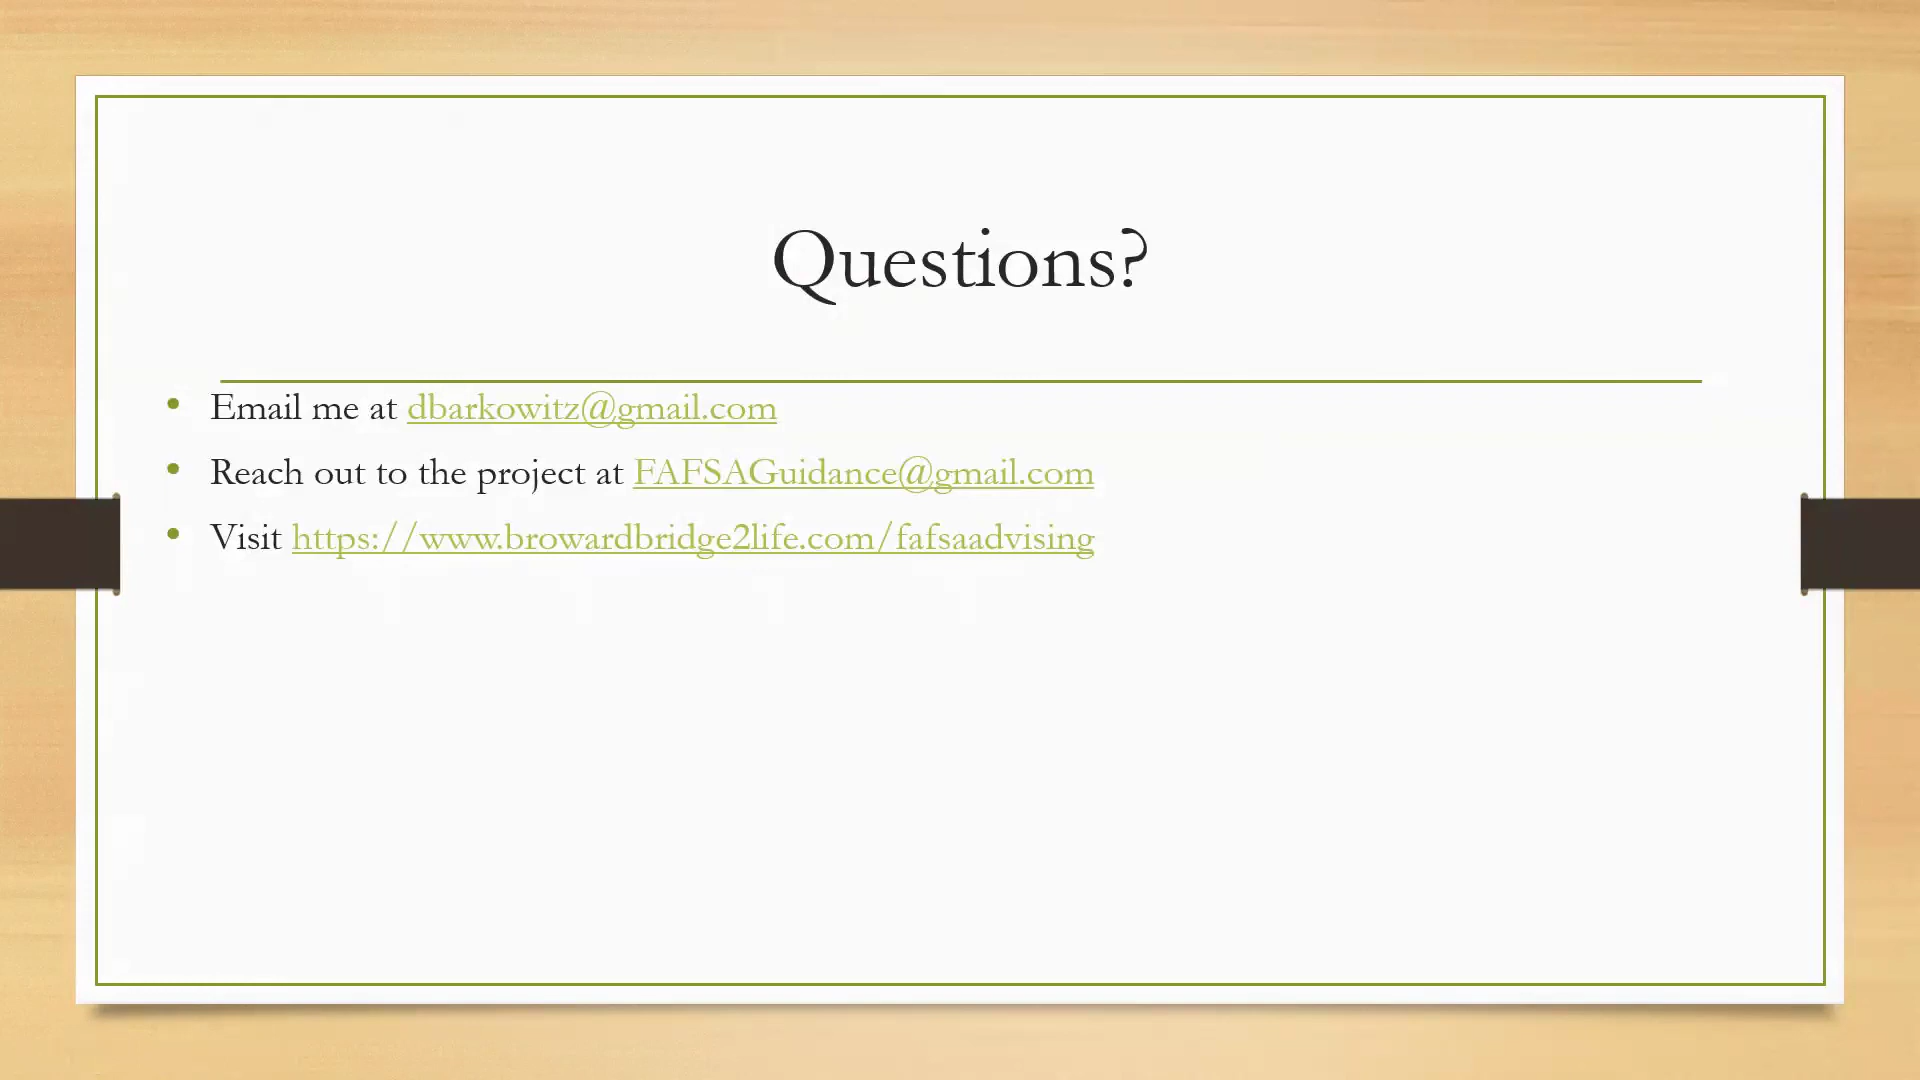 Questions?
• Email me at dbarkowitz@gmail.com
• Reach out to the project at FAFSAGuidance@gmail.com
• Visit https://www.browardbridge2life.com/fafsaadvising